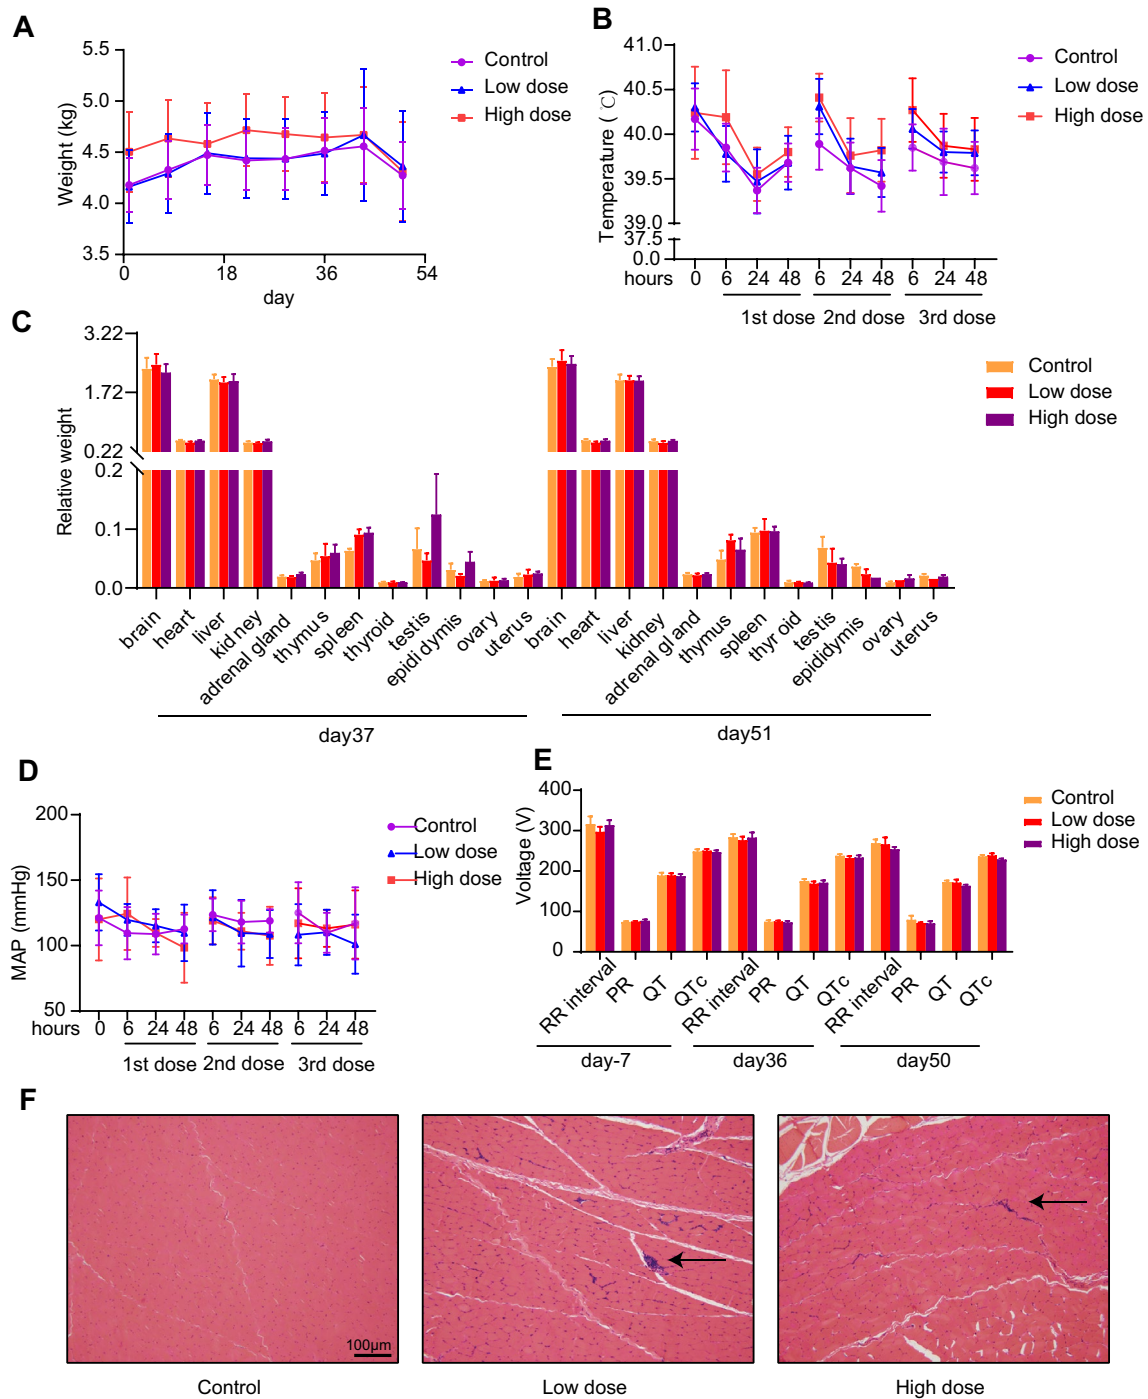 A
Weight (kg)
5.5
5.0
4.5
4.0
3.5
0 18 36 54
day
Control
Low dose
High dose
B
Temperature (℃)
41.0
40.5
40.0
39.5
39.0
37.5
0.0
hours 0 6 24 48 6 24 48 6 24 48
1st dose 2nd dose 3rd dose
Control
Low dose
High dose
C
Relative weight
3.22
1.72
0.22
0.2
0.1
0.0
brain heart liver kidney adrenal gland thymus spleen thyroid testis epididymis ovary uterus brain heart liver kidney adrenal gland thymus spleen thyroid testis epididymis ovary uterus
day37 day51
Control
Low dose
High dose
D
MAP (mmHg)
200
150
100
50
hours 0 6 24 48 6 24 48 6 24 48
1st dose 2nd dose 3rd dose
Control
Low dose
High dose
E
Voltage (V)
400
300
200
100
0
RR interval PR QT QTc RR interval PR QT QTc RR interval PR QT QTc
day-7 day36 day50
Control
Low dose
High dose
F
100μm
Control Low dose High dose